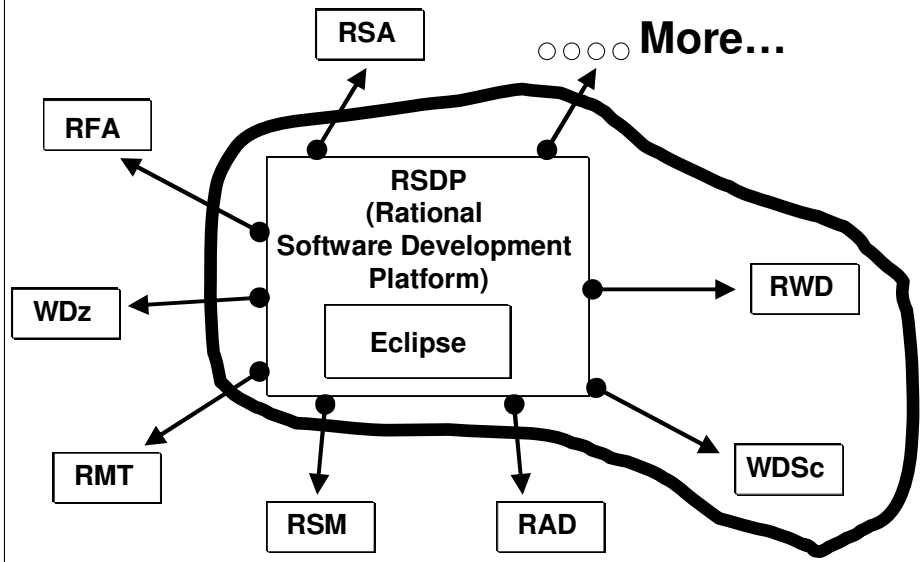 RSA
More...
RFA
RSDP
(Rational
Software Development
Platform)
RWD
WDz
Eclipse
RMT
WDSc
RSM
RAD